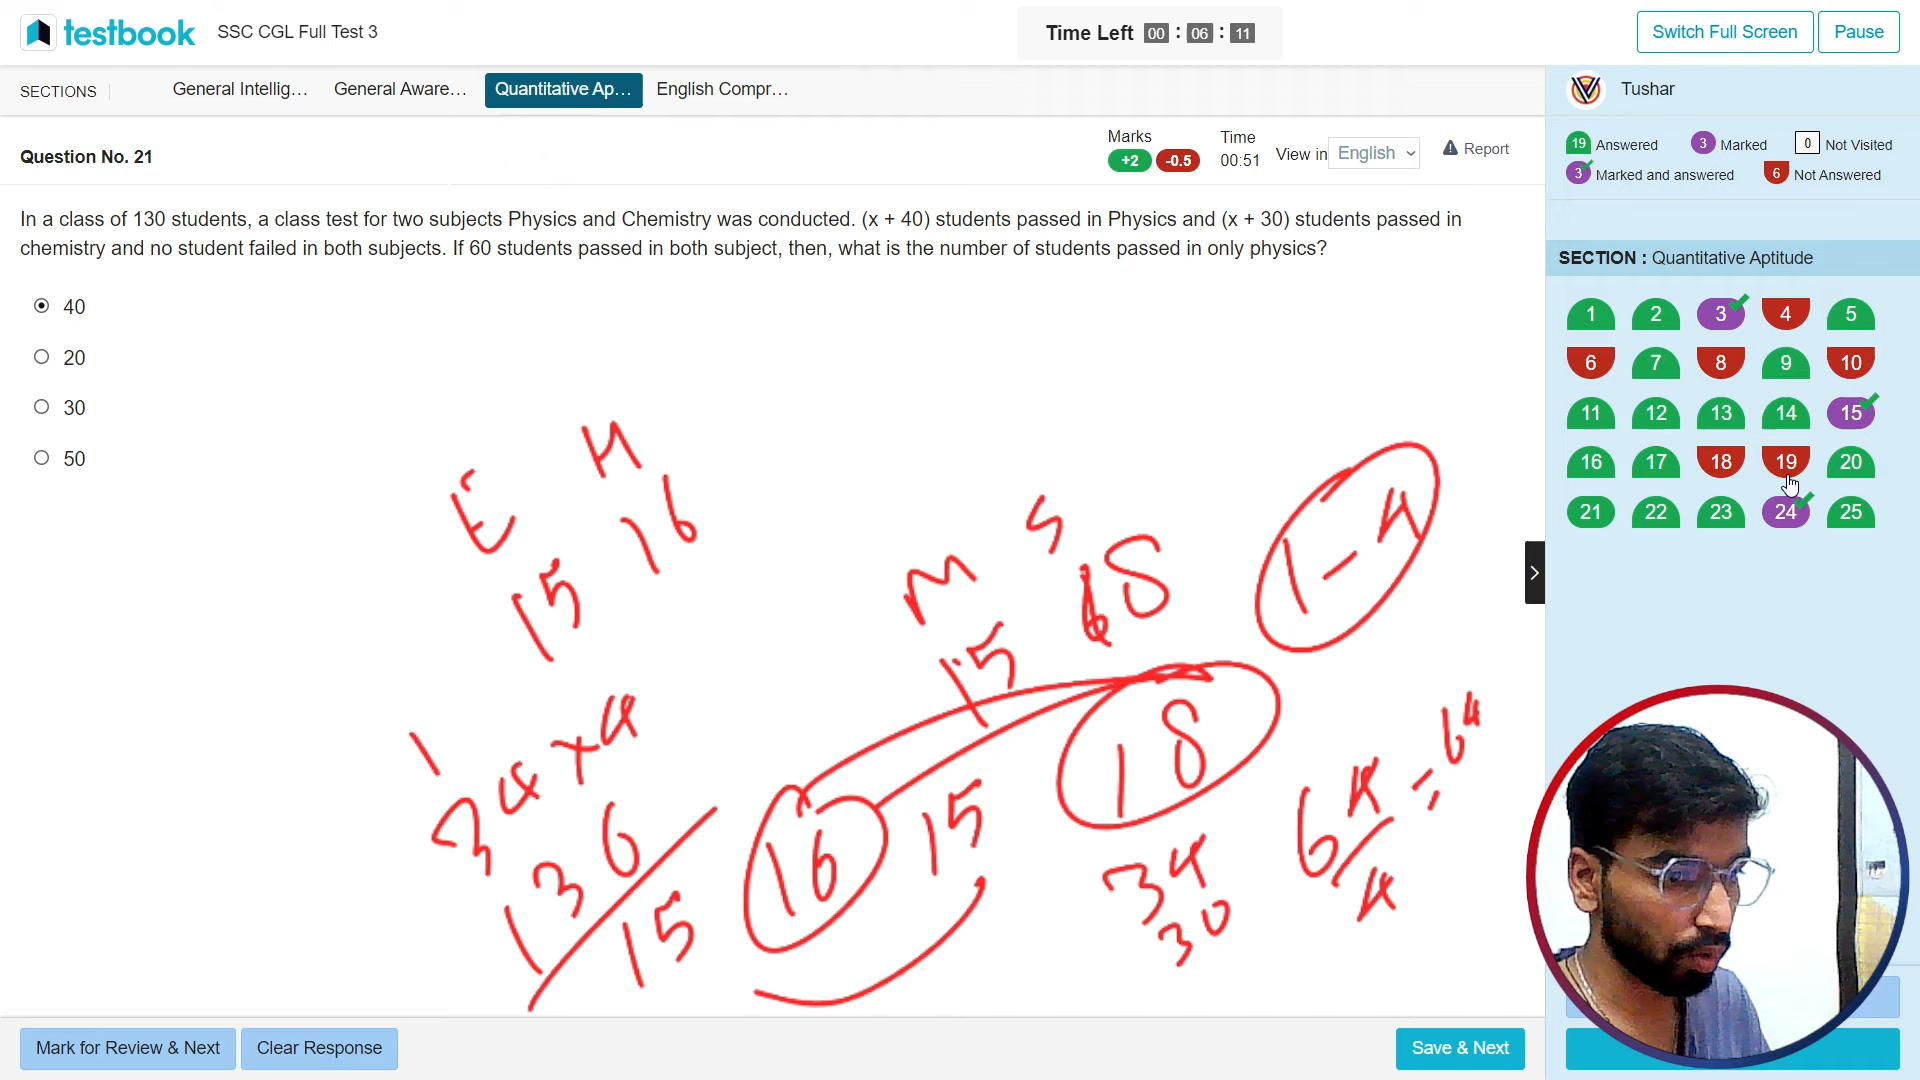 testbook
SSC CGL Full Test 3
Time Left 00 : 06 : 11
Switch Full Screen
Pause
SECTIONS
General Intellig...
General Aware...
Quantitative Ap...
English Compr...
Tushar
19 Answered
3 Marked
0 Not Visited
3 Marked and answered
6 Not Answered
Question No. 21
Marks
+2 -0.5
Time
00:51
View in English
Report
In a class of 130 students, a class test for two subjects Physics and Chemistry was conducted. (x + 40) students passed in Physics and (x + 30) students passed in
chemistry and no student failed in both subjects. If 60 students passed in both subject, then, what is the number of students passed in only physics?
40
20
30
50
SECTION : Quantitative Aptitude
1 2 3 4 5
6 7 8 9 10
11 12 13 14 15
16 17 18 19 20
21 22 23 24 25
E
15 16
M S
15
1 - 4
34 x 4
136
15
16 15 18
34
30
64
4
= 64
Mark for Review & Next
Clear Response
Save & Next